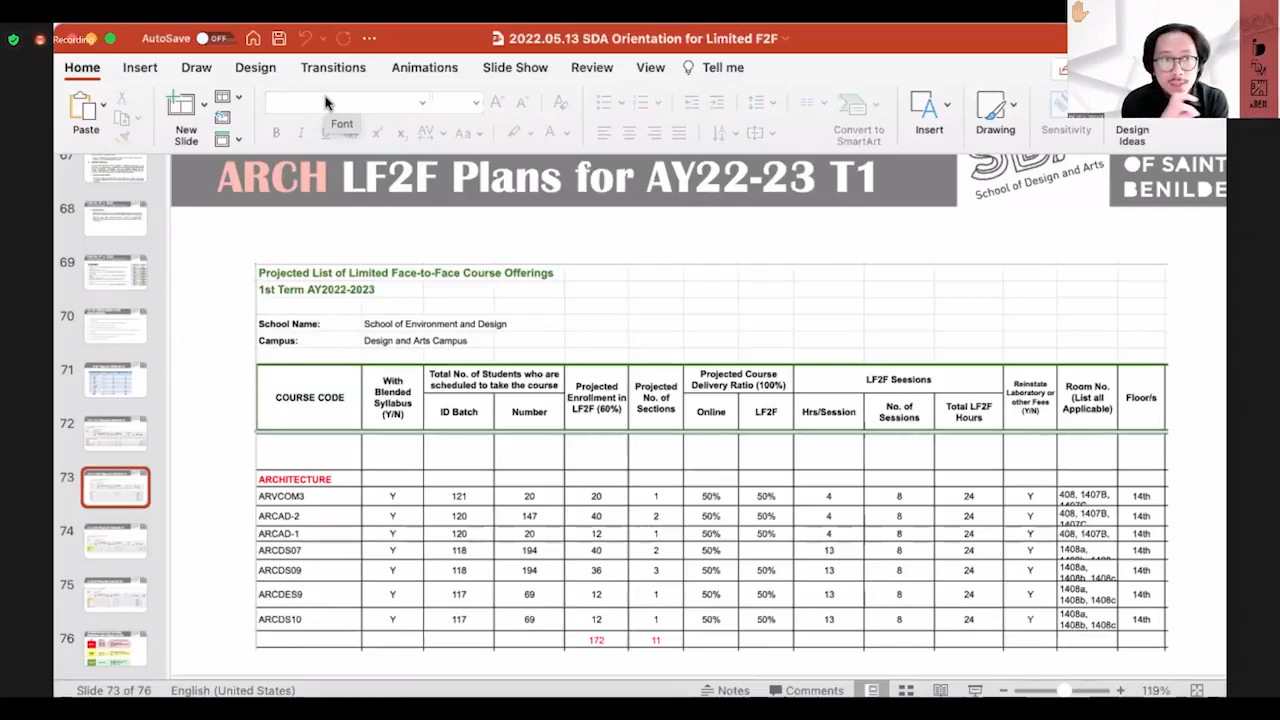 Recording
AutoSave OFF
2022.05.13 SDA Orientation for Limited F2F
Home Insert Draw Design Transitions Animations Slide Show Review View Tell me
Paste
New Slide
Font
B I
Convert to SmartArt
Insert
Drawing
Sensitivity
Design Ideas
67
68
69
70
71
72
73
74
75
76
ARCH LF2F Plans for AY22-23 T1
School of Design and Arts
OF SAINT
BENILDE
Projected List of Limited Face-to-Face Course Offerings
1st Term AY2022-2023
School Name: School of Environment and Design
Campus: Design and Arts Campus
COURSE CODE
With Blended Syllabus (Y/N)
Total No. of Students who are scheduled to take the course
ID Batch Number
Projected Enrollment in LF2F (60%)
Projected No. of Sections
Projected Course Delivery Ratio (100%)
Online LF2F
LF2F Sesions
Hrs/Session No. of Sessions Total LF2F Hours
Reinstate Laboratory or other Fees (Y/N)
Room No. (List all Applicable)
Floor/s
ARCHITECTURE
ARVCOM3 Y 121 20 20 1 50% 50% 4 8 24 Y 408, 1407B, 1407C 14th
ARCAD-2 Y 120 147 40 2 50% 50% 4 8 24 Y 408, 1407B, 1407C 14th
ARCAD-1 Y 120 20 12 1 50% 50% 4 8 24 Y 408, 1407B, 14th
ARCDS07 Y 118 194 40 2 50% 13 8 24 Y 1408a, 14th
ARCDS09 Y 118 194 36 3 50% 50% 13 8 24 Y 1408a, 1408b, 1408c 14th
ARCDES9 Y 117 69 12 1 50% 50% 13 8 24 Y 1408a, 1408b, 1408c 14th
ARCDS10 Y 117 69 12 1 50% 50% 13 8 24 Y 1408a, 1408b, 1408c 14th
172 11
Slide 73 of 76 English (United States) Notes Comments 119%